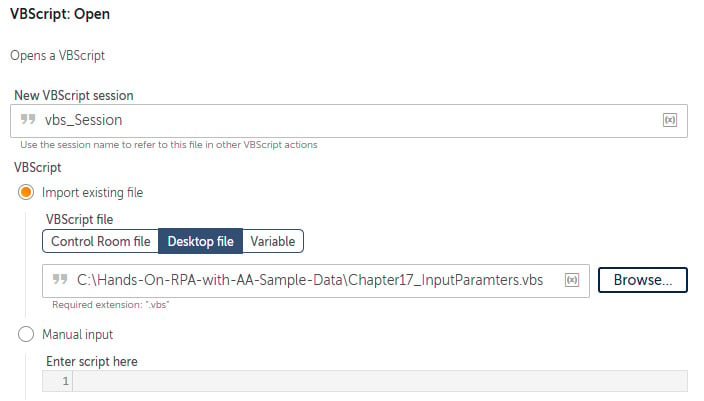 VBScript: Open
Opens a VBScript
New VBScript session
vbs_Session
(x)
Use the session name to refer to this file in other VBScript actions
VBScript
Import existing file
VBScript file
Control Room file Desktop file Variable
C:\Hands-On-RPA-with-AA-Sample-Data\Chapter17_InputParamters.vbs (x) Browse...
Required extension: ".vbs"
Manual input
Enter script here
1